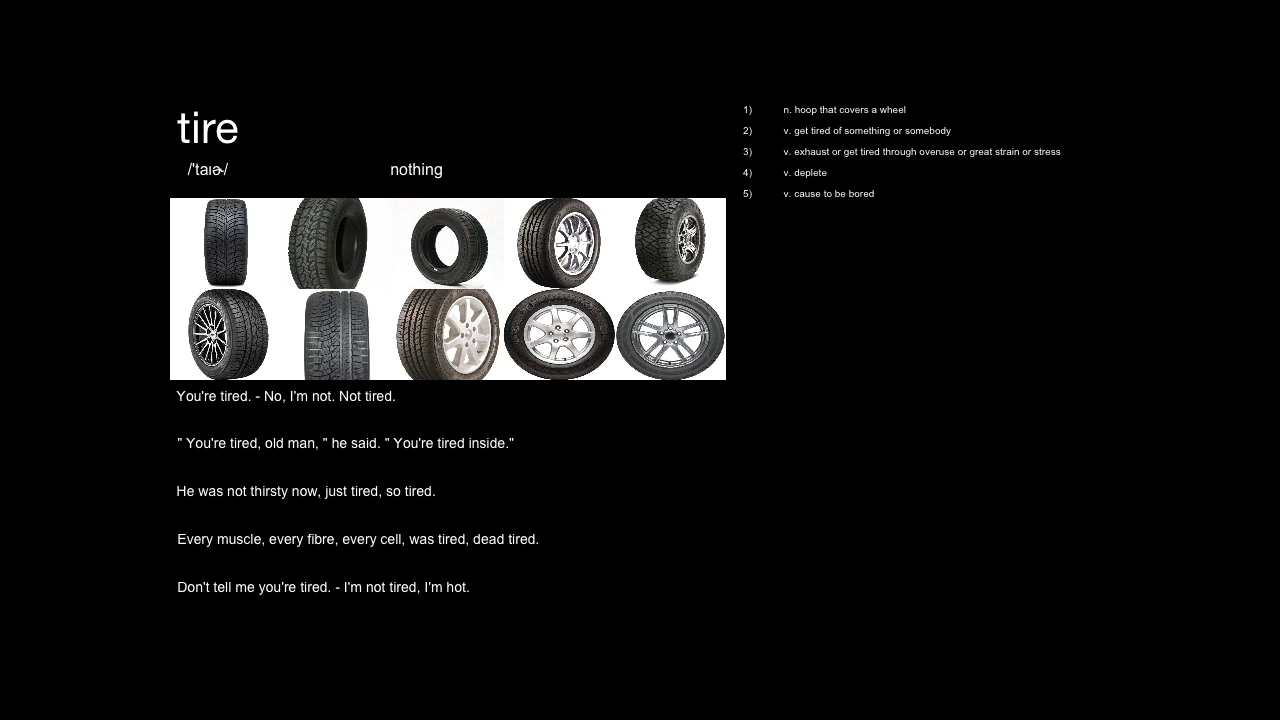 tire
/'taɪɚ/
nothing
You're tired. - No, I'm not. Not tired.
" You're tired, old man, " he said. " You're tired inside."
He was not thirsty now, just tired, so tired.
Every muscle, every fibre, every cell, was tired, dead tired.
Don't tell me you're tired. - I'm not tired, I'm hot.
1) n. hoop that covers a wheel
2) v. get tired of something or somebody
3) v. exhaust or get tired through overuse or great strain or stress
4) v. deplete
5) v. cause to be bored